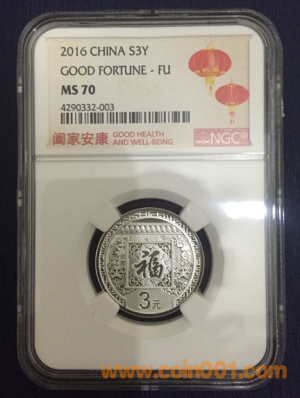 2016 CHINA S3Y
GOOD FORTUNE - FU
MS 70
4290332-003
阖家安康
GOOD HEALTH
AND WELL-BEING
NGC
福
3元
www.coin001.com